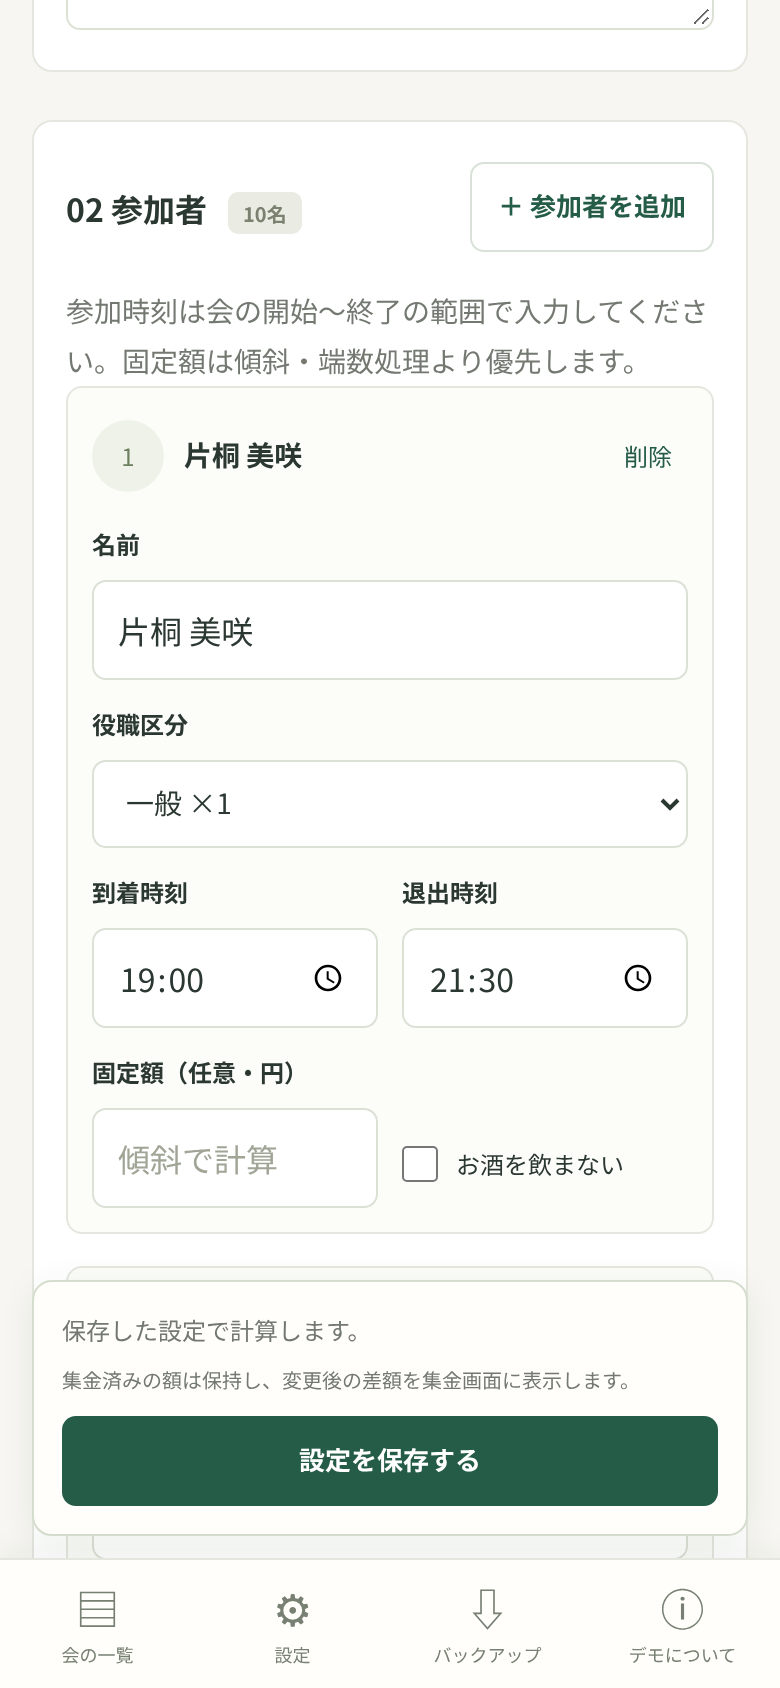 02 参加者
10名
＋ 参加者を追加
参加時刻は会の開始〜終了の範囲で入力してくださ
い。固定額は傾斜・端数処理より優先します。
1
片桐 美咲
削除
名前
片桐 美咲
役職区分
一般 ×1
到着時刻
退出時刻
19:00
21:30
固定額（任意・円）
傾斜で計算
お酒を飲まない
保存した設定で計算します。
集金済みの額は保持し、変更後の差額を集金画面に表示します。
設定を保存する
会の一覧
設定
バックアップ
デモについて